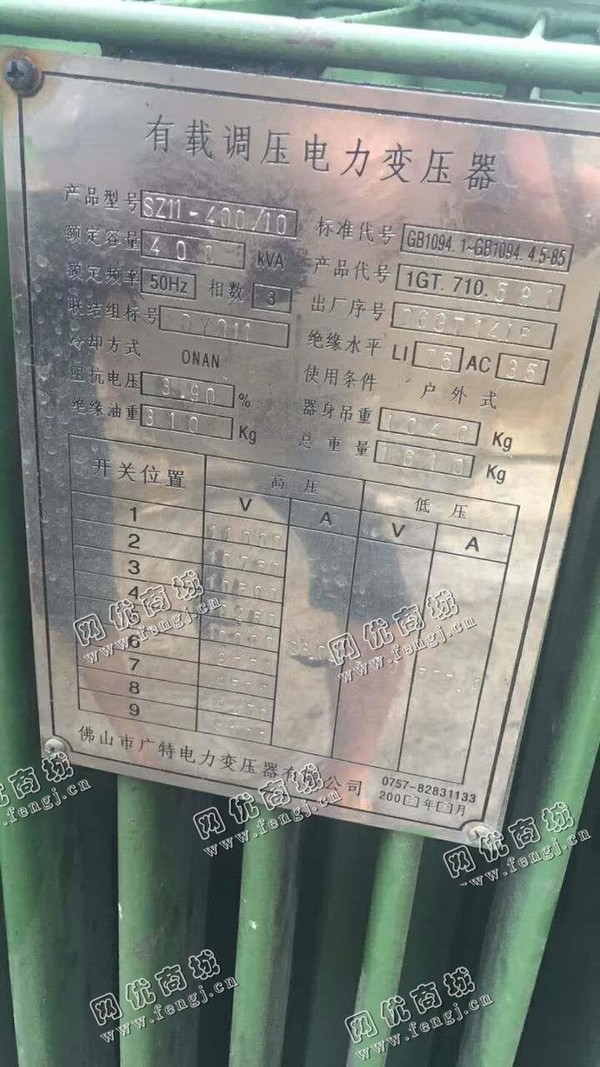 有载调压电力变压器
产品型号 SZ11-400/10 标准代号 GB1094.1~GB1094.4.5-85
额定容量 400 kVA 产品代号 1GT.710.581
额定频率 50Hz 相数 3 出厂序号
联结组标号 DY011 绝缘水平 LI 75 AC 35
冷却方式 ONAN 使用条件 户外式
阻抗电压 3.90 % 器身吊重 1040 Kg
绝缘油重 310 Kg 总重量 1610 Kg
开关位置 高压 低压
V A V A
1 11000
2 10750
3 10500
4 10250
10000
6
7
8
9
佛山市广特电力变压器有限公司 0757-82831133
200 年 月
网优商城
www.fengj.cn
网优商城
www.fengj.cn
网优商城
www.fengj.cn
网优商城
www.fengj.cn
网优商城
www.fengj.cn
网优商城
www.fengj.cn
网优商城
www.fengj.cn